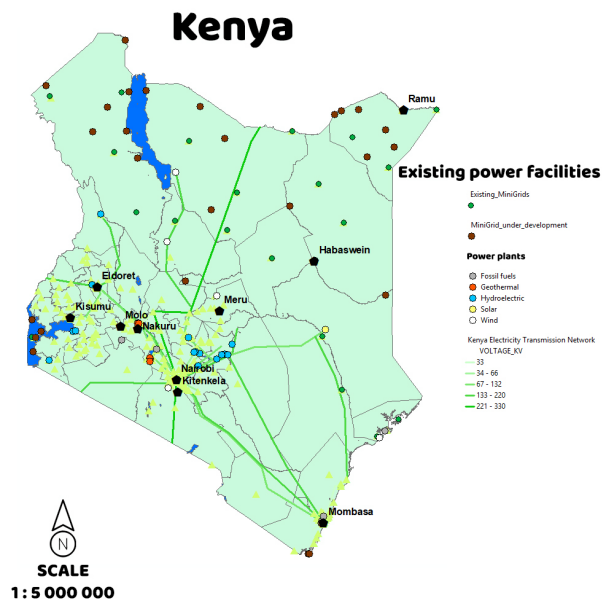 Kenya
Ramu
Existing power facilities
Existing_MiniGrids
MiniGrid_under_development
Power plants
Fossil fuels
Geothermal
Hydroelectric
Solar
Wind
Kenya Electricity Transmission Network
VOLTAGE_KV
33
34 - 66
67 - 132
133 - 220
221 - 330
Habaswein
Eldoret
Meru
Kisumu
Molo
Nakuru
Nairobi
Kitenkela
Mombasa
N
SCALE
1 : 5 000 000